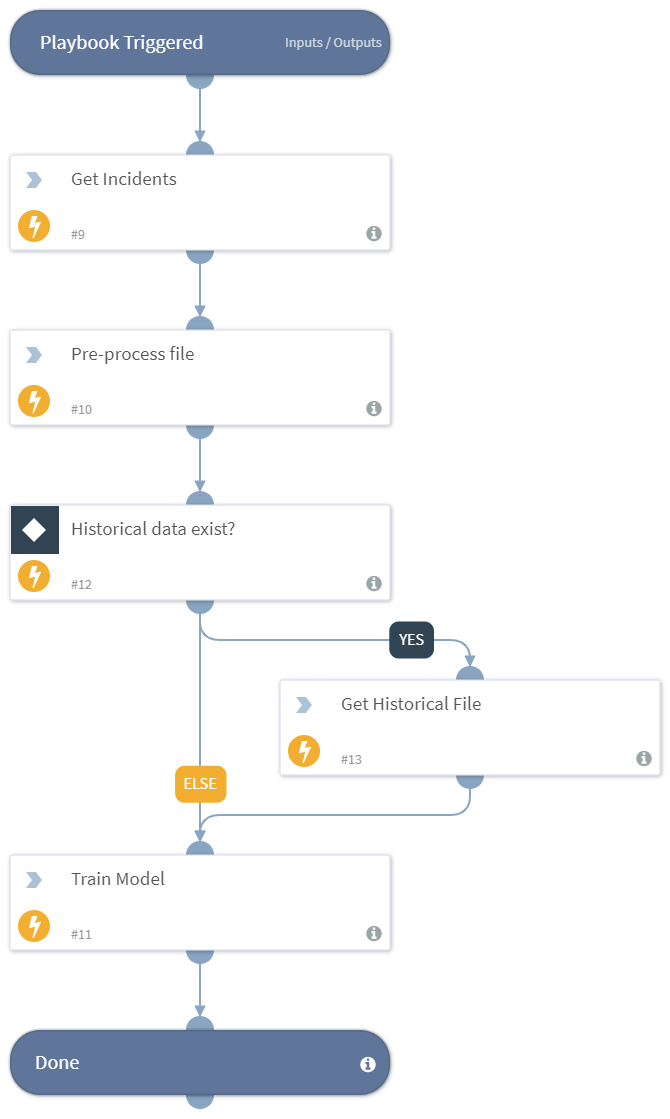 Playbook Triggered
Inputs / Outputs
Get Incidents
#9
Pre-process file
#10
Historical data exist?
#12
YES
Get Historical File
#13
ELSE
Train Model
#11
Done